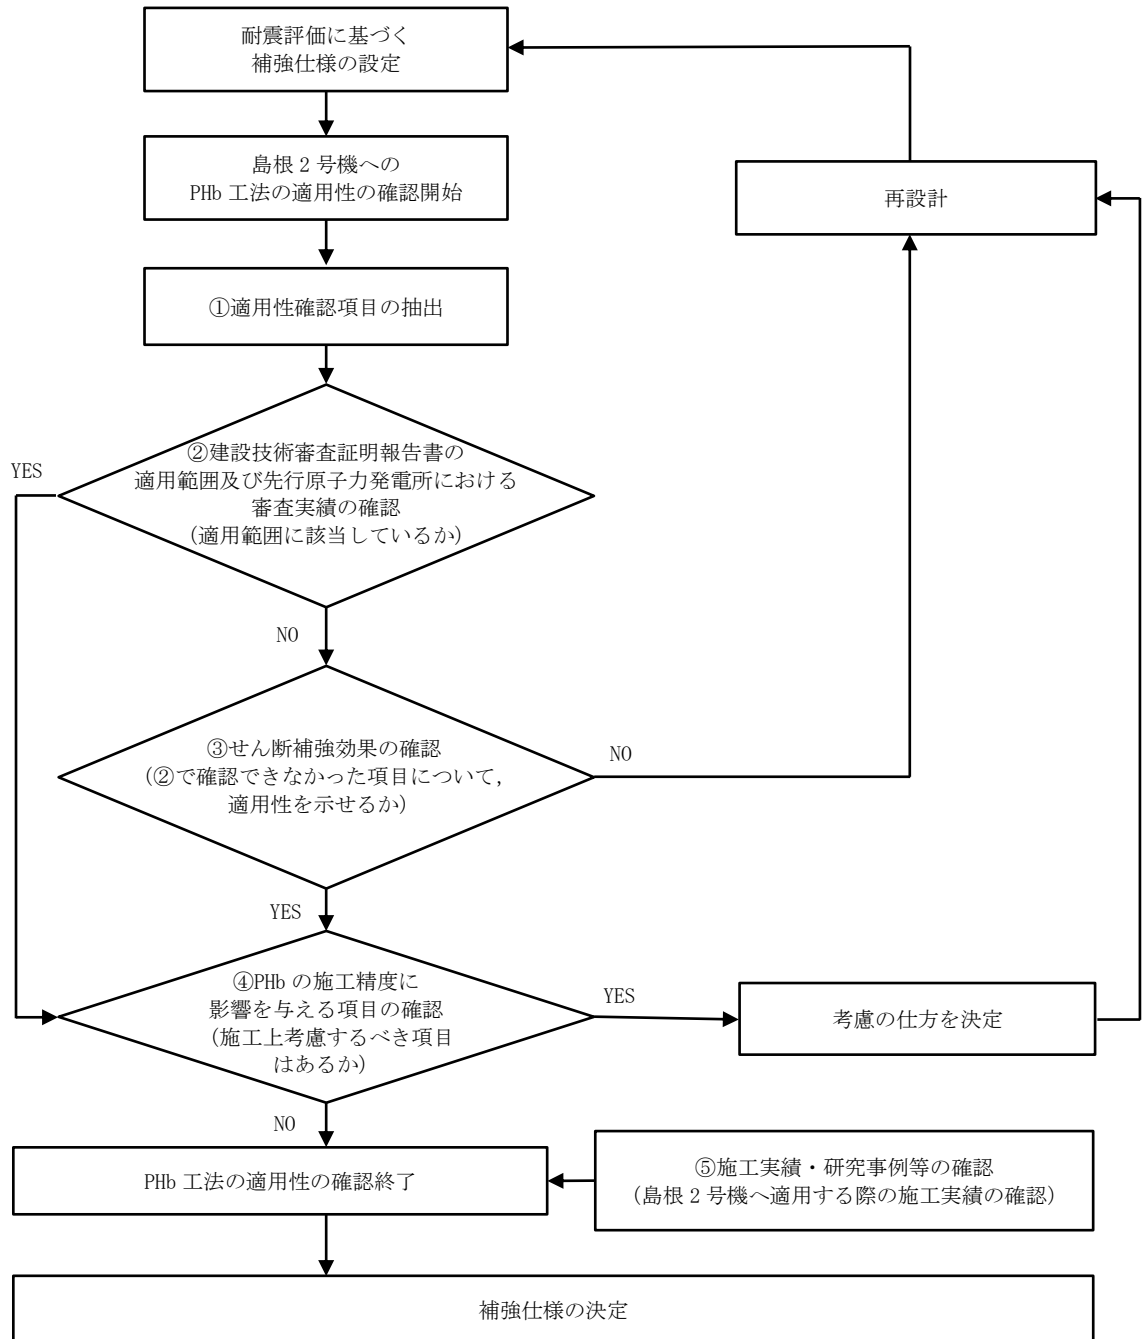 耐震評価に基づく
補強仕様の設定
島根２号機への
PHb 工法の適用性の確認開始
再設計
①適用性確認項目の抽出
②建設技術審査証明報告書の
適用範囲及び先行原子力発電所における
審査実績の確認
(適用範囲に該当しているか)
YES
NO
③せん断補強効果の確認
(②で確認できなかった項目について，
適用性を示せるか)
NO
YES
④PHb の施工精度に
影響を与える項目の確認
(施工上考慮するべき項目
はあるか)
YES
考慮の仕方を決定
NO
PHb 工法の適用性の確認終了
⑤施工実績・研究事例等の確認
(島根２号機へ適用する際の施工実績の確認)
補強仕様の決定